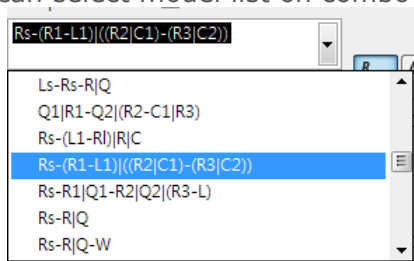 can select model list on combo
Rs-(R1-L1)|((R2|C1)-(R3|C2))
R
Ls-Rs-R|Q
Q1|R1-Q2|(R2-C1|R3)
Rs-(L1-Rl)|R|C
Rs-(R1-L1)|((R2|C1)-(R3|C2))
Rs-R1|Q1-R2|Q2|(R3-L)
Rs-R|Q
Rs-R|Q-W